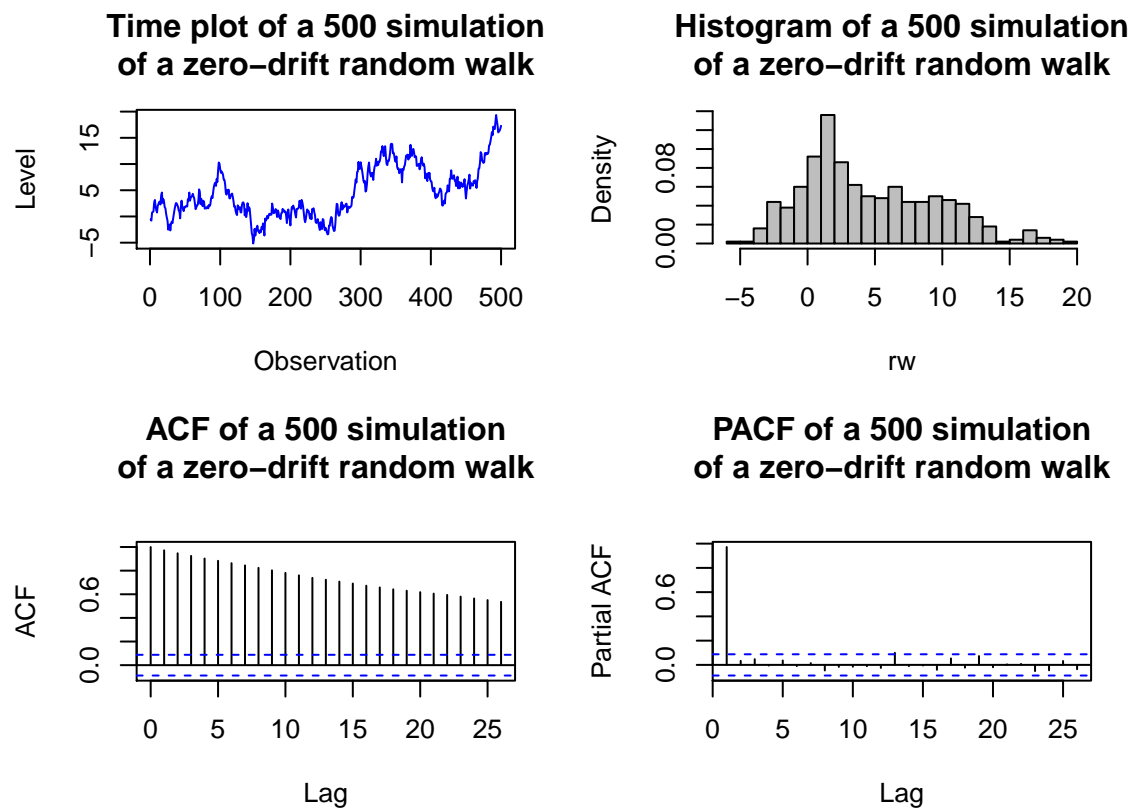 Time plot of a 500 simulation
of a zero−drift random walk
Level
−5
5
15
0 100 200 300 400 500
Observation
Histogram of a 500 simulation
of a zero−drift random walk
Density
0.00
0.08
−5 0 5 10 15 20
rw
ACF of a 500 simulation
of a zero−drift random walk
ACF
0.0
0.6
0 5 10 15 20 25
Lag
PACF of a 500 simulation
of a zero−drift random walk
Partial ACF
0.0
0.6
0 5 10 15 20 25
Lag